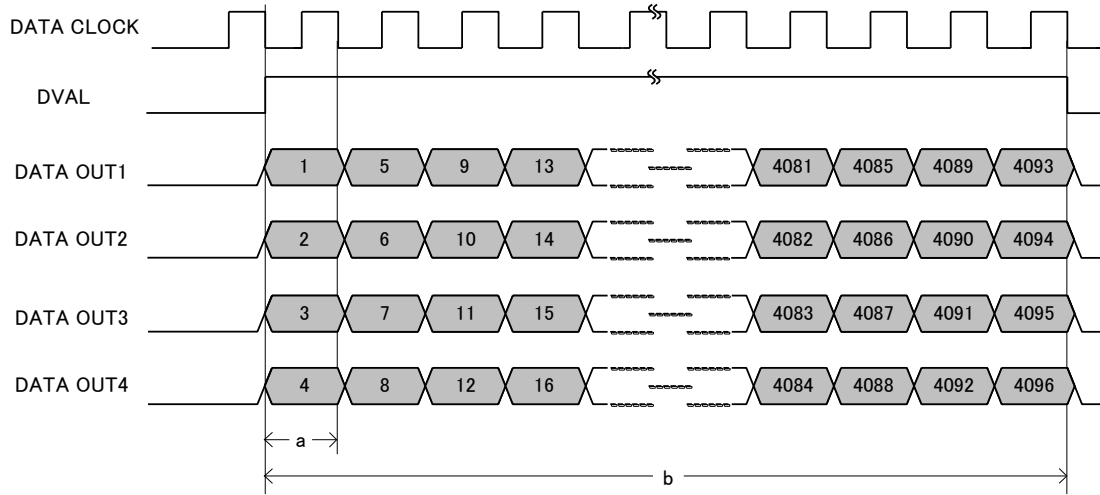 DATA CLOCK
DVAL
DATA OUT1 1 5 9 13 4081 4085 4089 4093
DATA OUT2 2 6 10 14 4082 4086 4090 4094
DATA OUT3 3 7 11 15 4083 4087 4091 4095
DATA OUT4 4 8 12 16 4084 4088 4092 4096
a
b